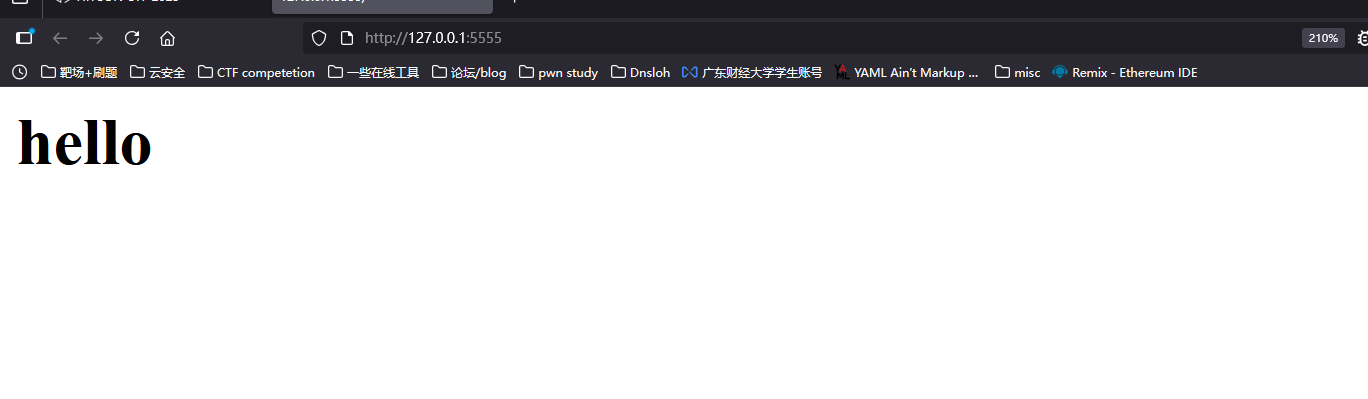 http://127.0.0.1:5555
210%
靶场+刷题 云安全 CTF competetion 一些在线工具 论坛/blog pwn study Dnsloh 广东财经大学学生账号 YAML Ain't Markup ... misc Remix - Ethereum IDE
hello